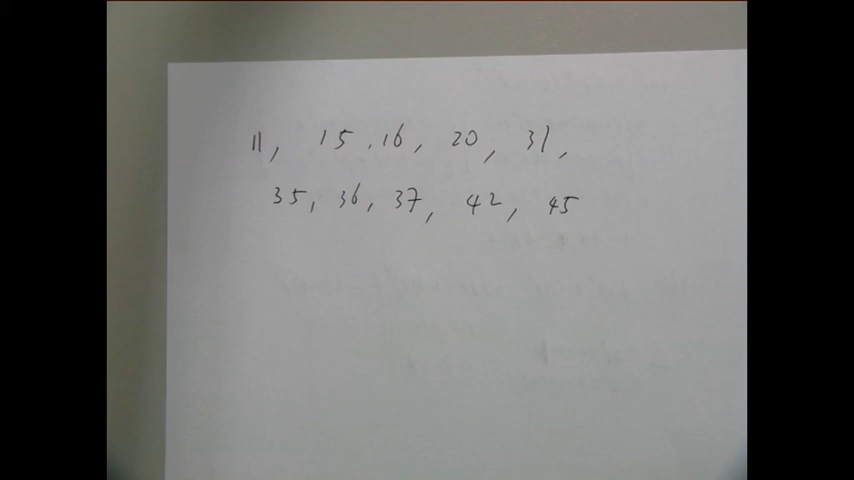 11, 15, 16, 20, 31,
35, 36, 37, 42, 45